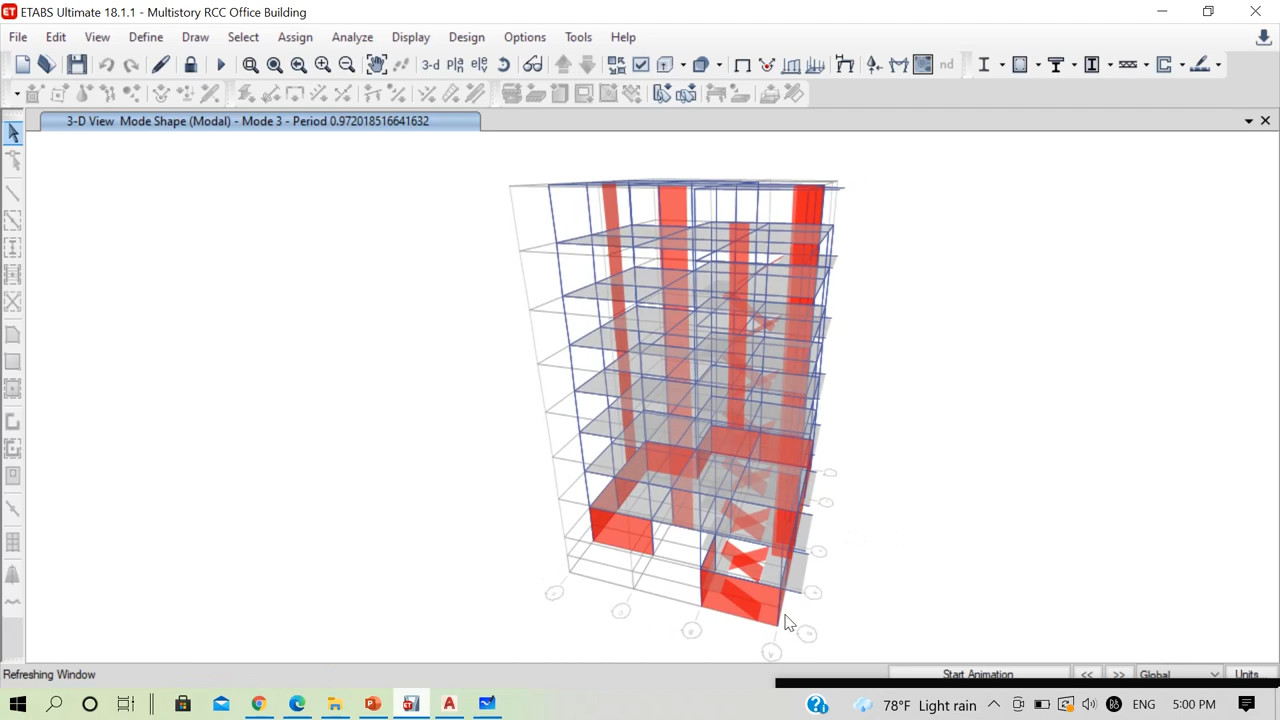 ETABS Ultimate 18.1.1 - Multistory RCC Office Building
File Edit View Define Draw Select Assign Analyze Display Design Options Tools Help
3-d nd
3-D View Mode Shape (Modal) - Mode 3 - Period 0.972018516641632
Refreshing Window Start Animation << >> Global Units...
78°F Light rain ENG 5:00 PM